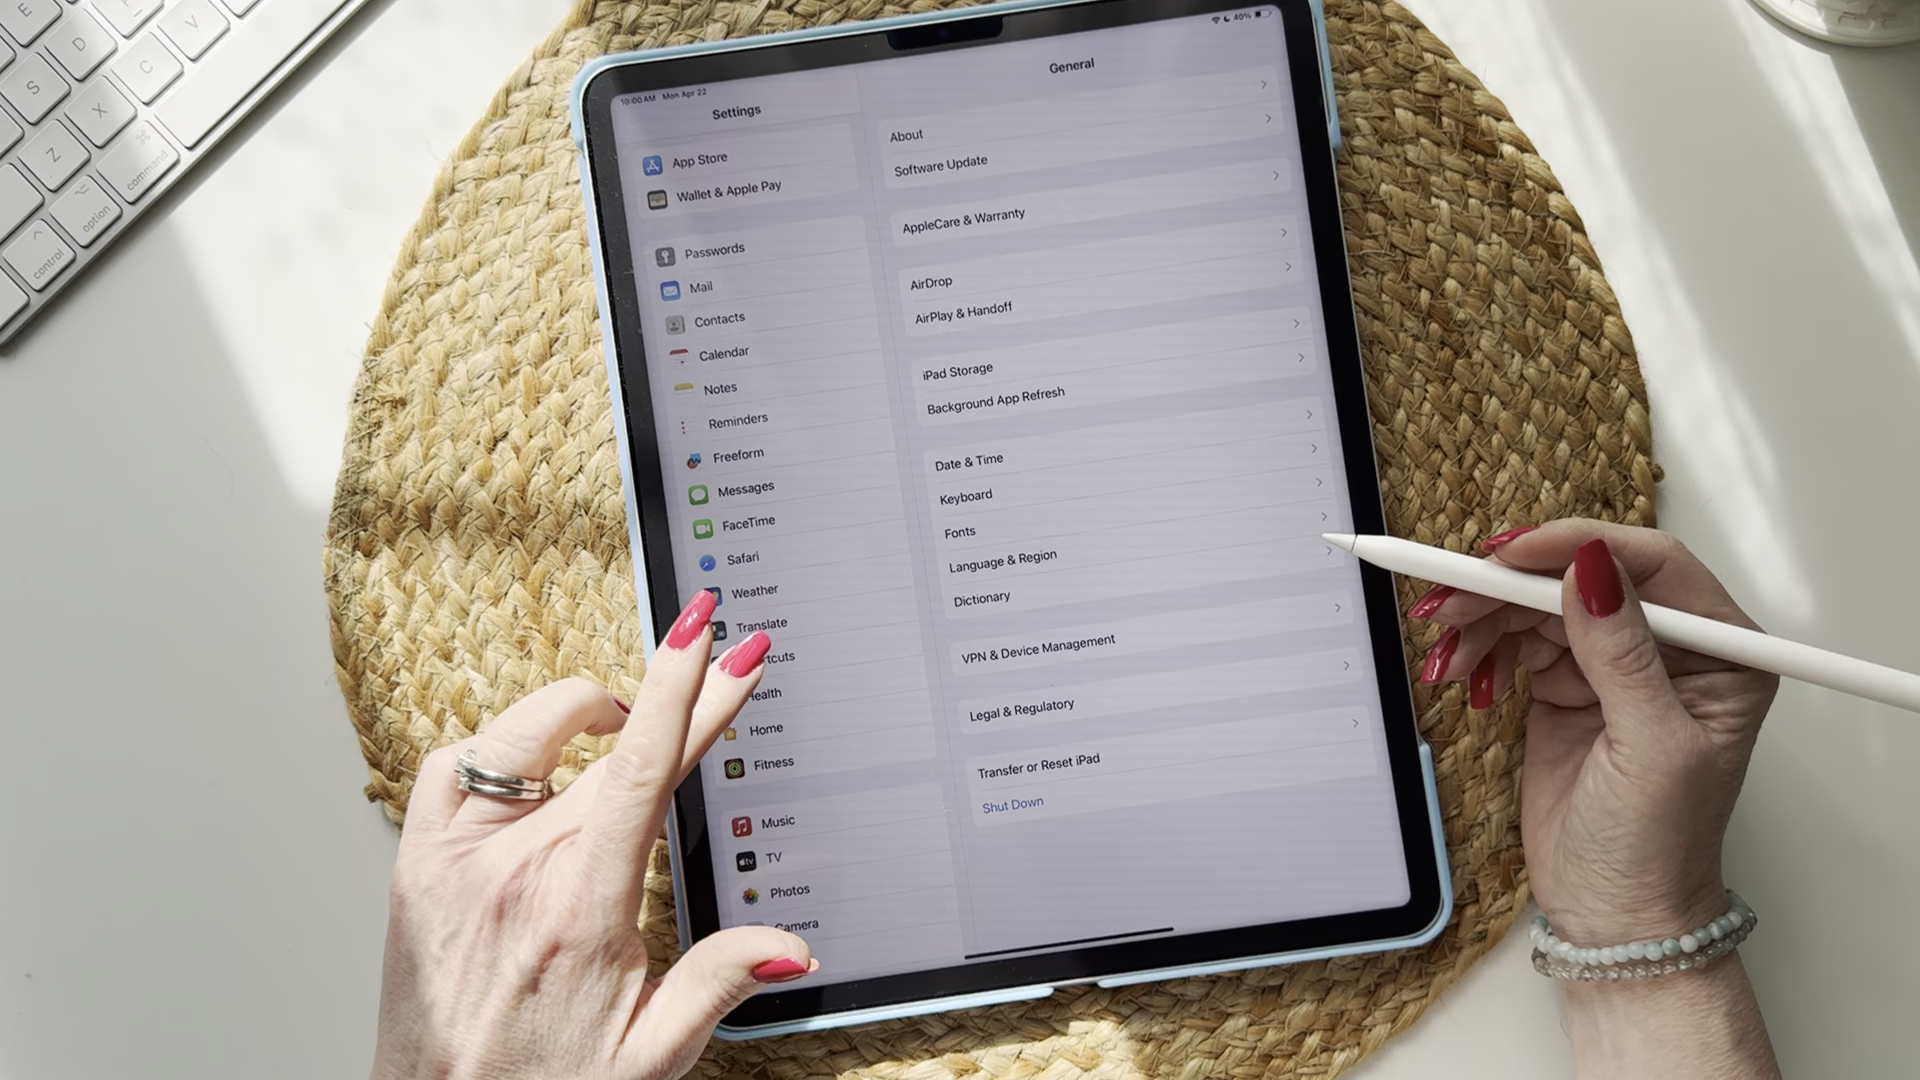 E
D
C
V
S
X
Z
⌘
command
⌥
option
^
control
10:00 AM Mon Apr 22
40%
Settings
App Store
Wallet & Apple Pay
Passwords
Mail
Contacts
Calendar
Notes
Reminders
Freeform
Messages
FaceTime
Safari
Weather
Translate
rtcuts
ealth
Home
Fitness
Music
tv
TV
Photos
Camera
General
About
Software Update
AppleCare & Warranty
AirDrop
AirPlay & Handoff
iPad Storage
Background App Refresh
Date & Time
Keyboard
Fonts
Language & Region
Dictionary
VPN & Device Management
Legal & Regulatory
Transfer or Reset iPad
Shut Down